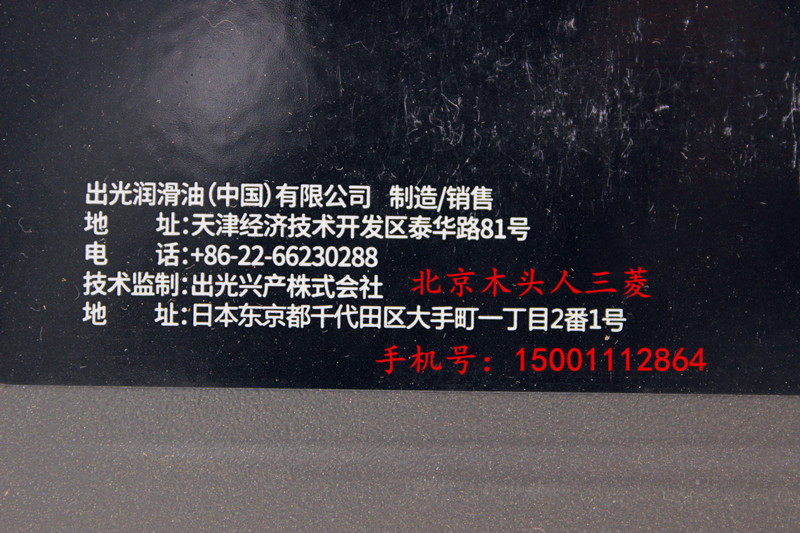 出光润滑油(中国)有限公司 制造/销售
地 址:天津经济技术开发区泰华路81号
电 话:+86-22-66230288
技术监制:出光兴产株式会社
北京木头人三菱
地 址:日本东京都千代田区大手町一丁目2番1号
手机号：15001112864